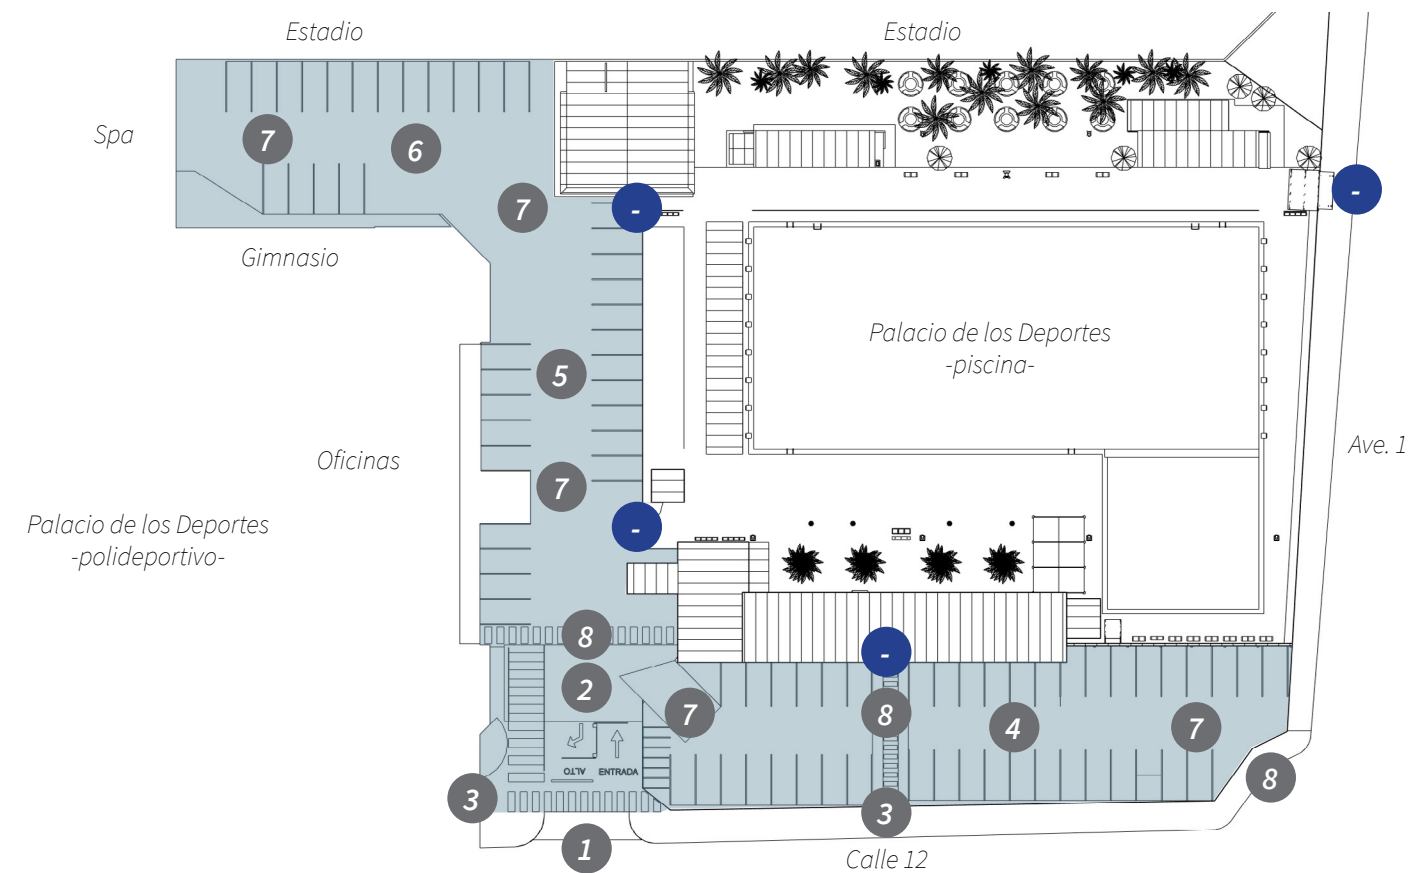 Estadio
Estadio
Spa
7
6
7
-
-
Gimnasio
Palacio de los Deportes
-piscina-
5
Ave. 1
Oficinas
7
Palacio de los Deportes
-polideportivo-
-
8
-
2
7
8
4
7
ALTO
ENTRADA
8
3
3
1
Calle 12